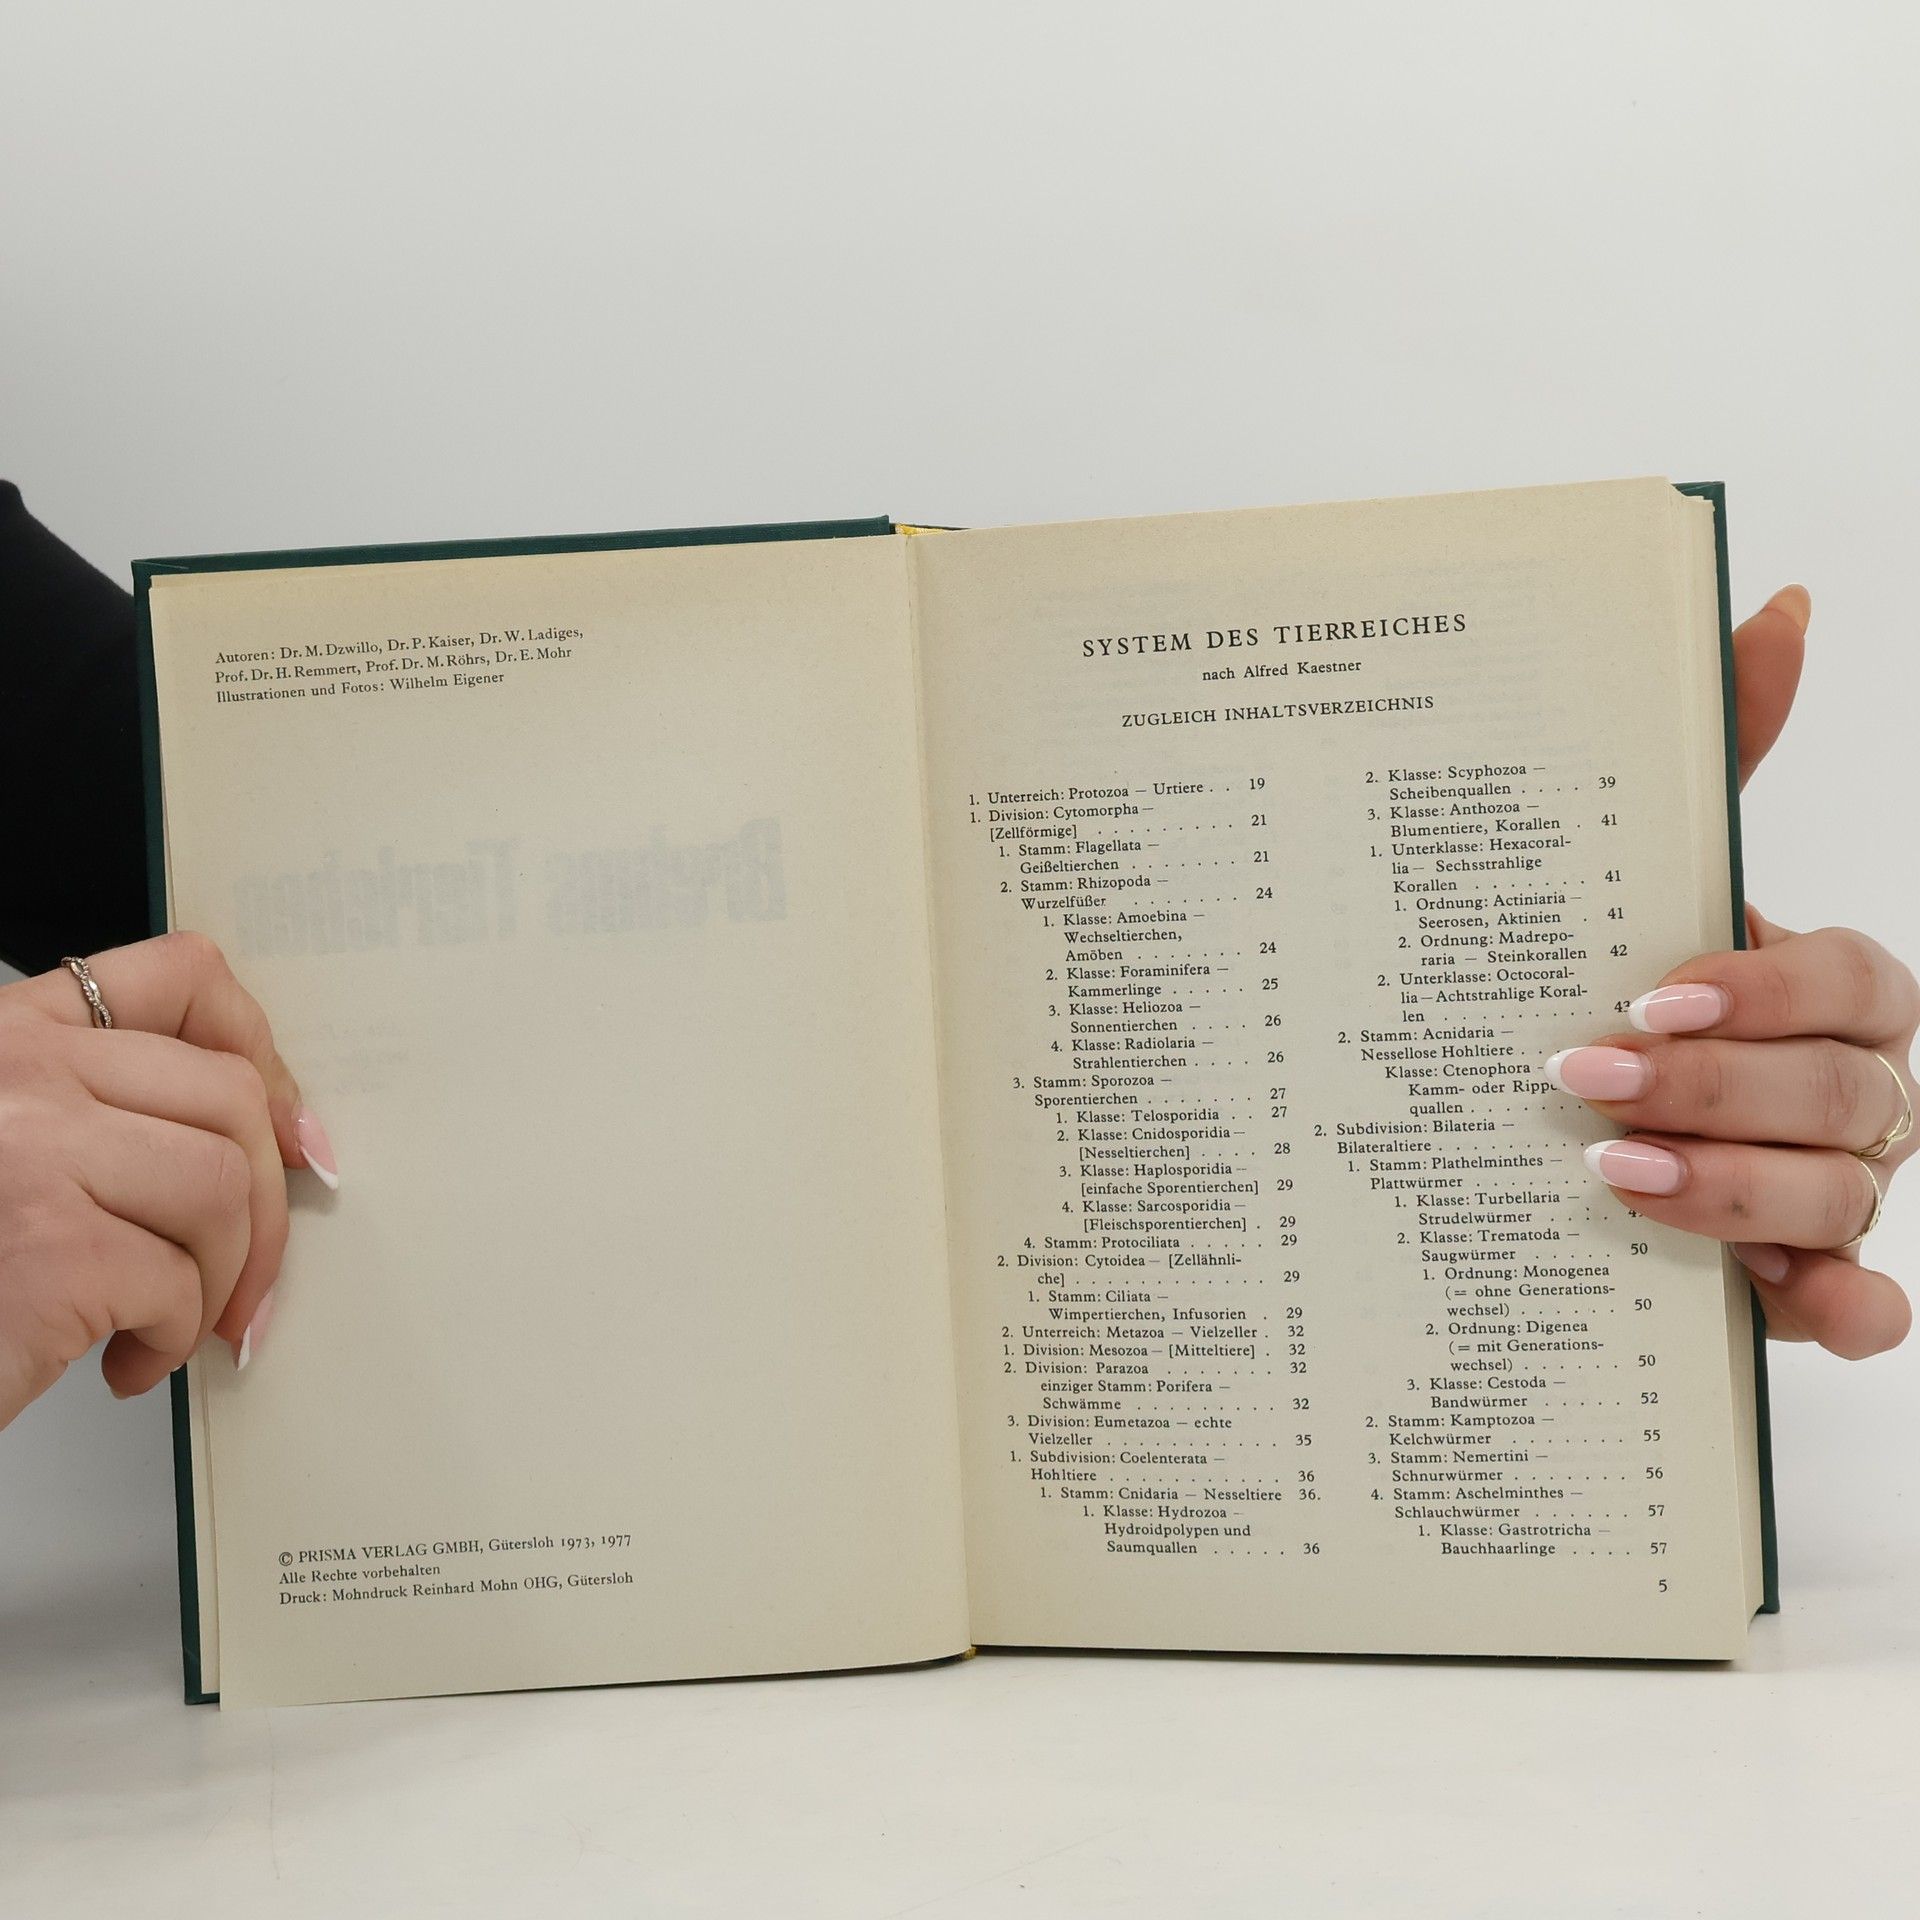 Autoren: Dr. M. Dzwillo, Dr. P. Kaiser, Dr. W. Ladiges,
Prof. Dr. H. Remmert, Prof. Dr. M. Röhrs, Dr. E. Mohr
Illustrationen und Fotos: Wilhelm Eigener
© PRISMA VERLAG GMBH, Gütersloh 1973, 1977
Alle Rechte vorbehalten
Druck: Mohndruck Reinhard Mohn OHG, Gütersloh
SYSTEM DES TIERREICHES
nach Alfred Kaestner
ZUGLEICH INHALTSVERZEICHNIS
1. Unterreich: Protozoa — Urtiere . . 19
1. Division: Cytomorpha —
[Zellförmige] . . . . . . . . . 21
1. Stamm: Flagellata —
Geißeltierchen . . . . . . . 21
2. Stamm: Rhizopoda —
Wurzelfüßer . . . . . . . 24
1. Klasse: Amoebina —
Wechseltierchen,
Amöben . . . . . . . 24
2. Klasse: Foraminifera —
Kammerlinge . . . . . 25
3. Klasse: Heliozoa —
Sonnentierchen . . . . 26
4. Klasse: Radiolaria —
Strahlentierchen . . . . 26
3. Stamm: Sporozoa —
Sporentierchen . . . . . . . 27
1. Klasse: Telosporidia . . 27
2. Klasse: Cnidosporidia —
[Nesseltierchen] . . . . 28
3. Klasse: Haplosporidia —
[einfache Sporentierchen] 29
4. Klasse: Sarcosporidia —
[Fleischsporentierchen] . 29
4. Stamm: Protociliata . . . . . 29
2. Division: Cytoidea — [Zellähnli-
che] . . . . . . . . . . . . 29
1. Stamm: Ciliata —
Wimpertierchen, Infusorien . 29
2. Unterreich: Metazoa — Vielzeller . 32
1. Division: Mesozoa — [Mitteltiere] . 32
2. Division: Parazoa . . . . . . . 32
einziger Stamm: Porifera —
Schwämme . . . . . . . . . 32
3. Division: Eumetazoa — echte
Vielzeller . . . . . . . . . . . 35
1. Subdivision: Coelenterata —
Hohltiere . . . . . . . . . . . 36
1. Stamm: Cnidaria — Nesseltiere 36.
1. Klasse: Hydrozoa —
Hydroidpolypen und
Saumquallen . . . . . 36
2. Klasse: Scyphozoa —
Scheibenquallen . . . . 39
3. Klasse: Anthozoa —
Blumentiere, Korallen . 41
1. Unterklasse: Hexacoral-
lia — Sechsstrahlige
Korallen . . . . . . . 41
1. Ordnung: Actiniaria —
Seerosen, Aktinien . 41
2. Ordnung: Madrepo-
raria — Steinkorallen 42
2. Unterklasse: Octocoral-
lia — Achtstrahlige Koral-
len . . . . . . . . . 43
2. Stamm: Acnidaria —
Nessellose Hohltiere . .
Klasse: Ctenophora —
Kamm- oder
quallen . . . . . . .
2. Subdivision: Bilateria —
Bilateraltiere . . . . . . . . .
1. Stamm: Plathelminthes —
Plattwürmer . . . . . . .
1. Klasse: Turbellaria —
Strudelwürmer . . . .
2. Klasse: Trematoda —
Saugwürmer . . . . . 50
1. Ordnung: Monogenea
(= ohne Generations-
wechsel) . . . . . . 50
2. Ordnung: Digenea
(= mit Generations-
wechsel) . . . . . . 50
3. Klasse: Cestoda —
Bandwürmer . . . . . 52
2. Stamm: Kamptozoa —
Kelchwürmer . . . . . . . 55
3. Stamm: Nemertini —
Schnurwürmer . . . . . . . 56
4. Stamm: Aschelminthes —
Schlauchwürmer . . . . . . 57
1. Klasse: Gastrotricha —
Bauchhaarlinge . . . . 57
5